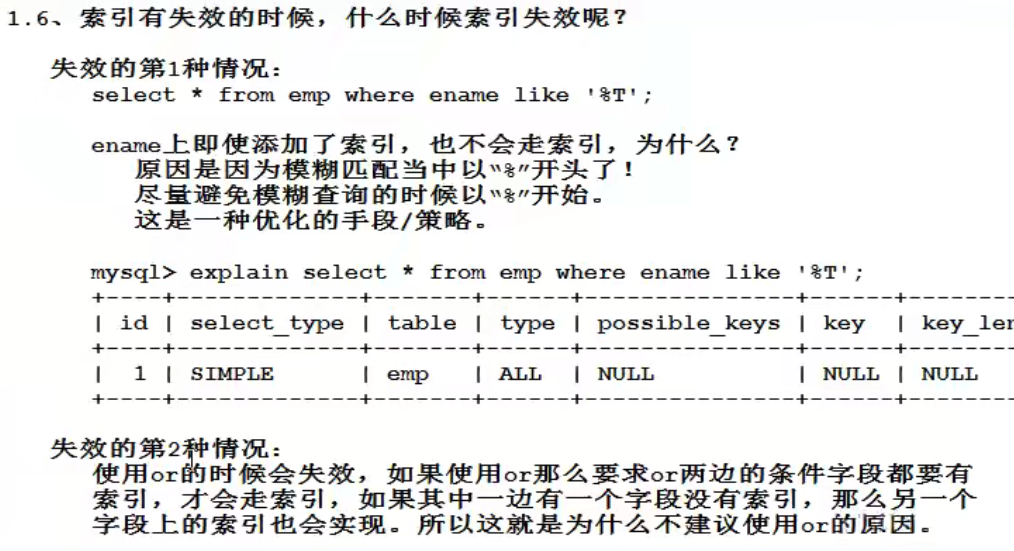 1.6、索引有失效的时候，什么时候索引失效呢？
失效的第1种情况：
select * from emp where ename like '%T';
ename上即使添加了索引，也不会走索引，为什么？
原因是因为模糊匹配当中以“%”开头了！
尽量避免模糊查询的时候以“%”开始。
这是一种优化的手段/策略。
mysql> explain select * from emp where ename like '%T';
+----+-------------+-------+------+---------------+------+--------
| id | select_type | table | type | possible_keys | key  | key_len
+----+-------------+-------+------+---------------+------+--------
|  1 | SIMPLE      | emp   | ALL  | NULL          | NULL | NULL
+----+-------------+-------+------+---------------+------+--------
失效的第2种情况：
使用or的时候会失效，如果使用or那么要求or两边的条件字段都要有
索引，才会走索引，如果其中一边有一个字段没有索引，那么另一个
字段上的索引也会实现。所以这就是为什么不建议使用or的原因。